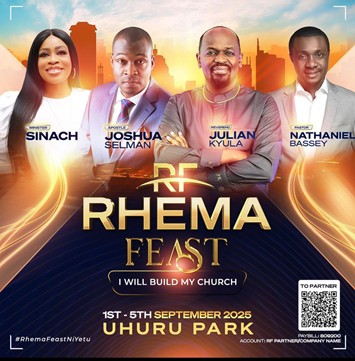 MINISTER
SINACH
APOSTLE
JOSHUA
SELMAN
REVEREND
JULIAN
KYULA
PASTOR
NATHANIEL
BASSEY
RF
RHEMA
FEAST
I WILL BUILD MY CHURCH
1ST - 5TH SEPTEMBER 2025
UHURU PARK
#RhemaFeastNiYetu
TO PARTNER
PAYBILL: 809200
ACCOUNT: RF PARTNER/COMPANY NAME